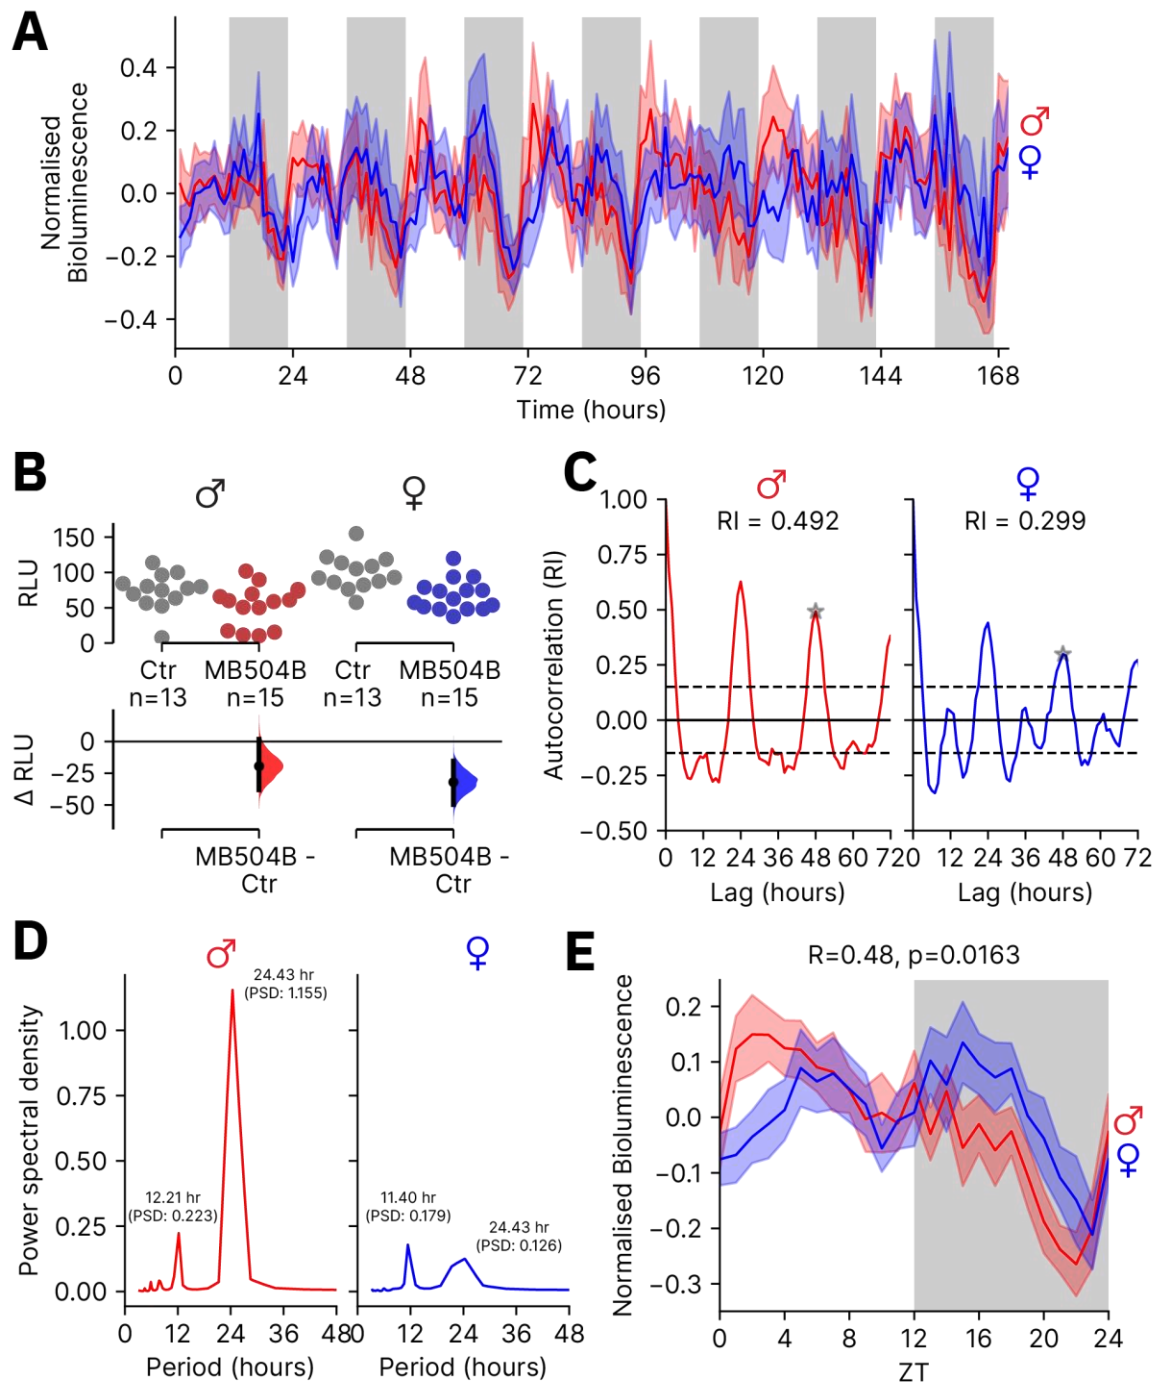 A
Normalised
Bioluminescence
0.4
0.2
0.0
−0.2
−0.4
♂
♀
0 24 48 72 96 120 144 168
Time (hours)
B
♂ ♀
RLU
150
100
50
0
Ctr MB504B Ctr MB504B
n=13 n=15 n=13 n=15
Δ RLU
0
−25
−50
MB504B - MB504B -
Ctr Ctr
C
♂ ♀
RI = 0.492 RI = 0.299
Autocorrelation (RI)
1.00
0.75
0.50
0.25
0.00
−0.25
−0.50
0 12 24 36 48 60 72 0 12 24 36 48 60 72
Lag (hours) Lag (hours)
D
♂ ♀
24.43 hr
(PSD: 1.155)
Power spectral density
1.00
0.75
0.50
0.25
0.00
12.21 hr
(PSD: 0.223)
11.40 hr
(PSD: 0.179)
24.43 hr
(PSD: 0.126)
0 12 24 36 48 0 12 24 36 48
Period (hours) Period (hours)
E
R=0.48, p=0.0163
Normalised Bioluminescence
0.2
0.1
0.0
−0.1
−0.2
−0.3
♂
♀
0 4 8 12 16 20 24
ZT